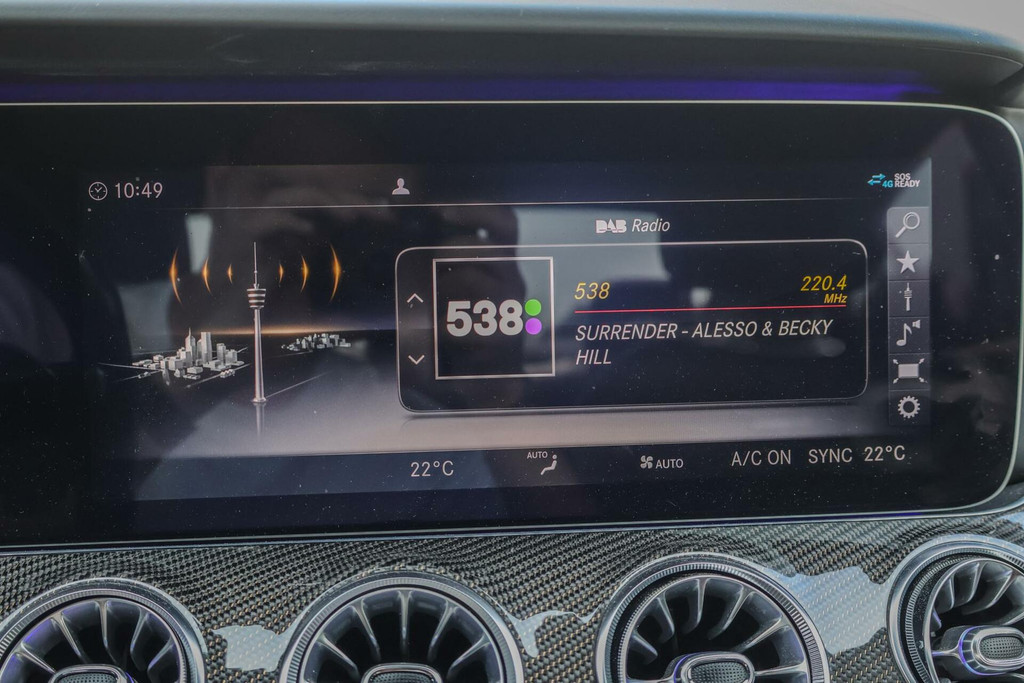 10:49
SOS
4G READY
DAB Radio
538:
538 220.4
MHz
SURRENDER - ALESSO & BECKY
HILL
22°C AUTO AUTO A/C ON SYNC 22°C